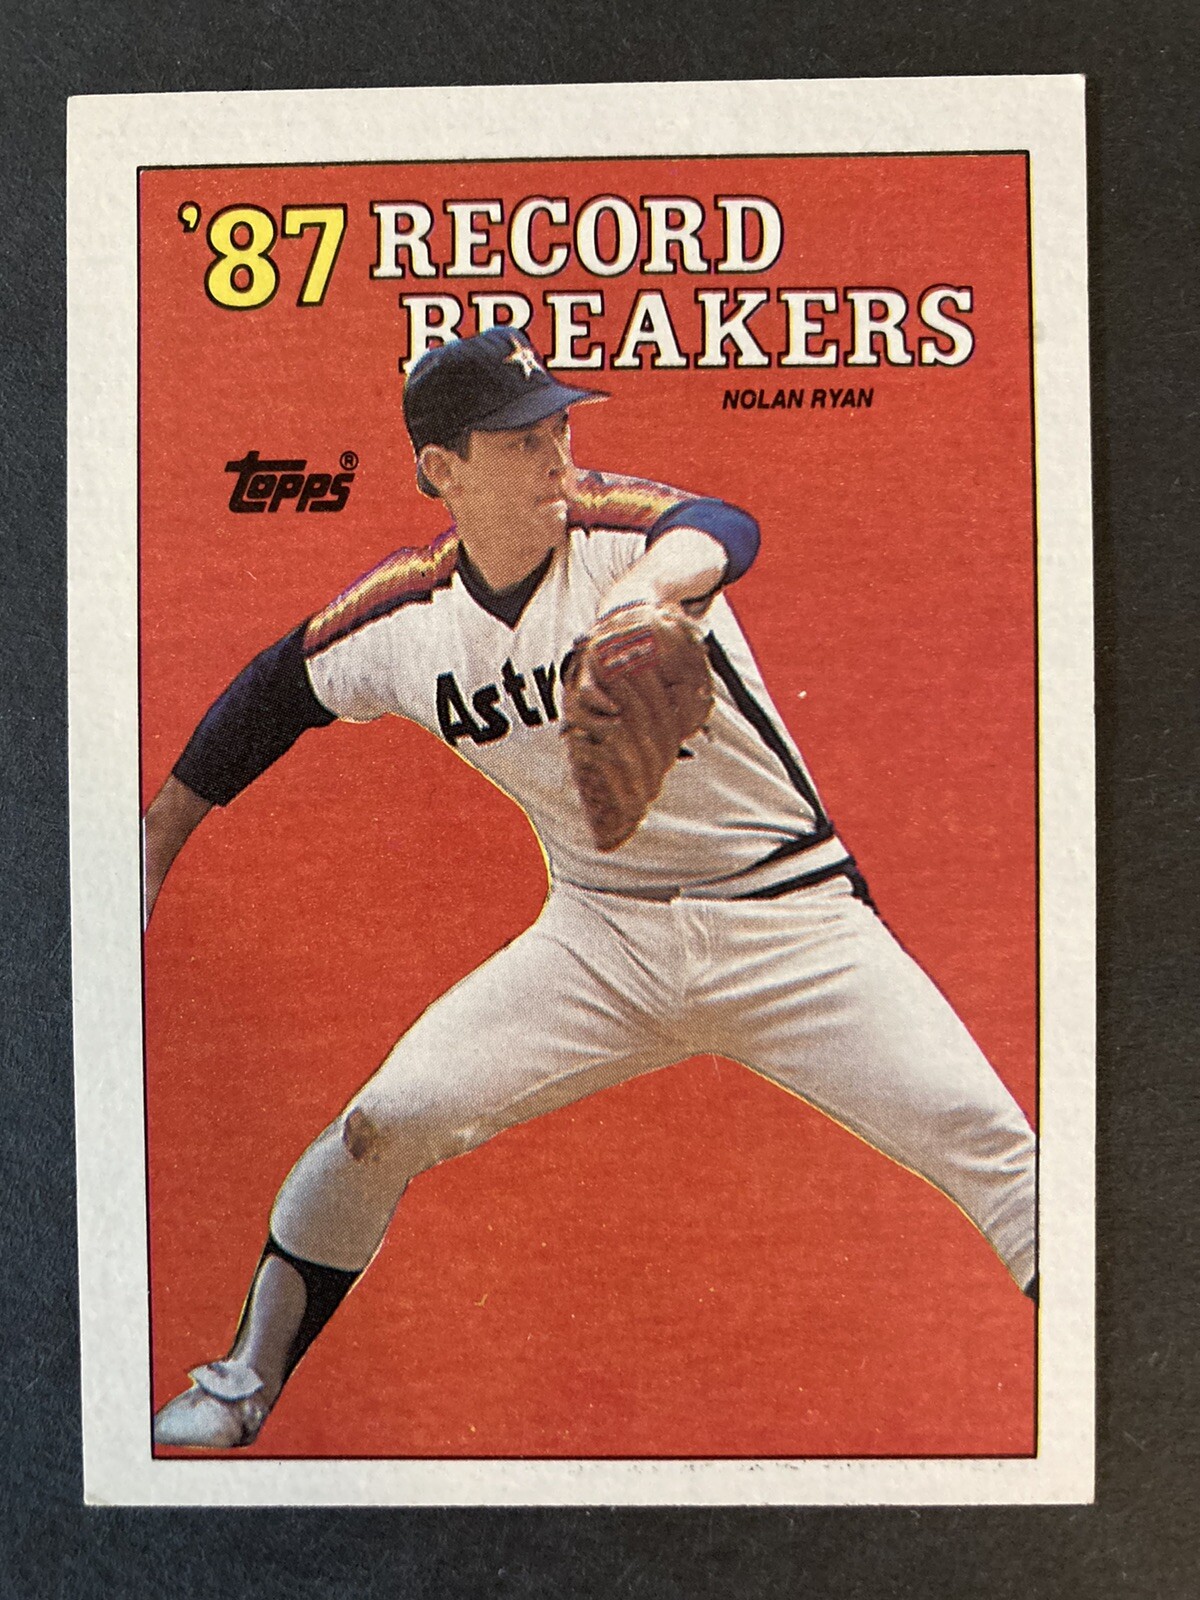 '87 RECORD
BREAKERS
NOLAN RYAN
Topps®
Astr